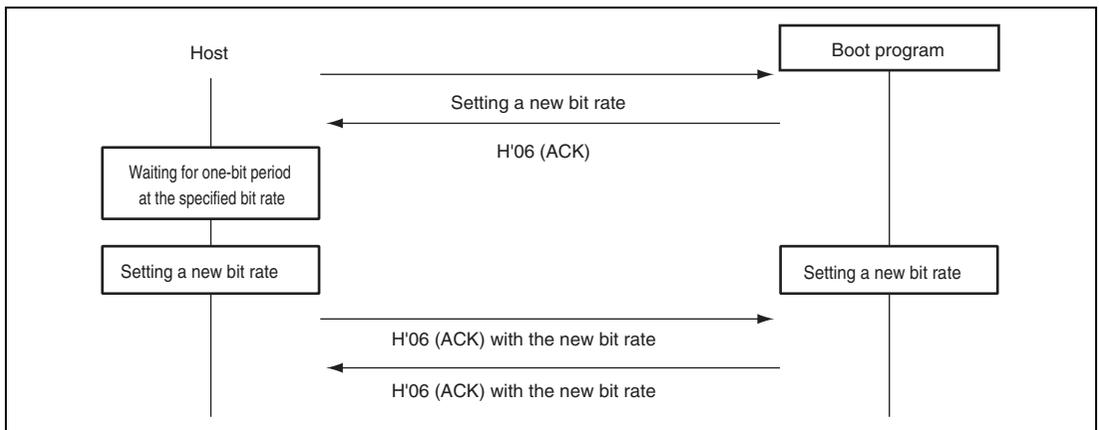 Host
Boot program
Setting a new bit rate
H'06 (ACK)
Waiting for one-bit period
at the specified bit rate
Setting a new bit rate
Setting a new bit rate
H'06 (ACK) with the new bit rate
H'06 (ACK) with the new bit rate